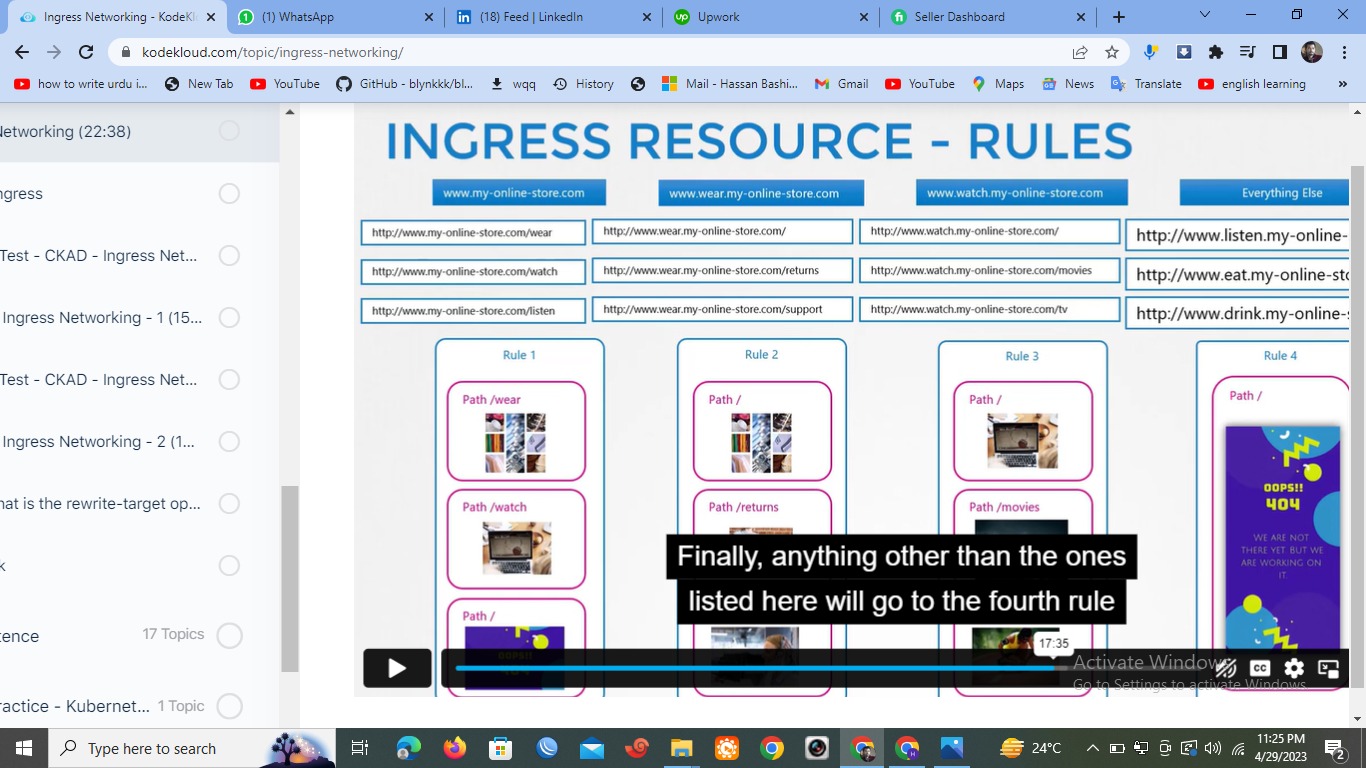 Ingress Networking - KodeKl
(1) WhatsApp
(18) Feed | LinkedIn
Upwork
Seller Dashboard
kodekloud.com/topic/ingress-networking/
how to write urdu i...
New Tab
YouTube
GitHub - blynkkk/bl...
wqq
History
Mail - Hassan Bashi...
Gmail
YouTube
Maps
News
Translate
english learning
Networking (22:38)
ngress
Test - CKAD - Ingress Net...
Ingress Networking - 1 (15...
Test - CKAD - Ingress Net...
Ingress Networking - 2 (1...
hat is the rewrite-target op...
k
tence
17 Topics
ractice - Kubernet...
1 Topic
INGRESS RESOURCE - RULES
www.my-online-store.com
www.wear.my-online-store.com
www.watch.my-online-store.com
Everything Else
http://www.my-online-store.com/wear
http://www.wear.my-online-store.com/
http://www.watch.my-online-store.com/
http://www.listen.my-online-
http://www.my-online-store.com/watch
http://www.wear.my-online-store.com/returns
http://www.watch.my-online-store.com/movies
http://www.eat.my-online-sto
http://www.my-online-store.com/listen
http://www.wear.my-online-store.com/support
http://www.watch.my-online-store.com/tv
http://www.drink.my-online-s
Rule 1
Rule 2
Rule 3
Rule 4
Path /wear
Path /
Path /
Path /
OOPS!!
404
WE ARE NOT
THERE YET BUT WE
ARE WORKING ON
IT.
Path /watch
Path /returns
Path /movies
Path /
Finally, anything other than the ones
listed here will go to the fourth rule
17:35
CC
Activate Windows
Go to Settings to activate Windows.
Type here to search
24°C
11:25 PM
4/29/2023
2